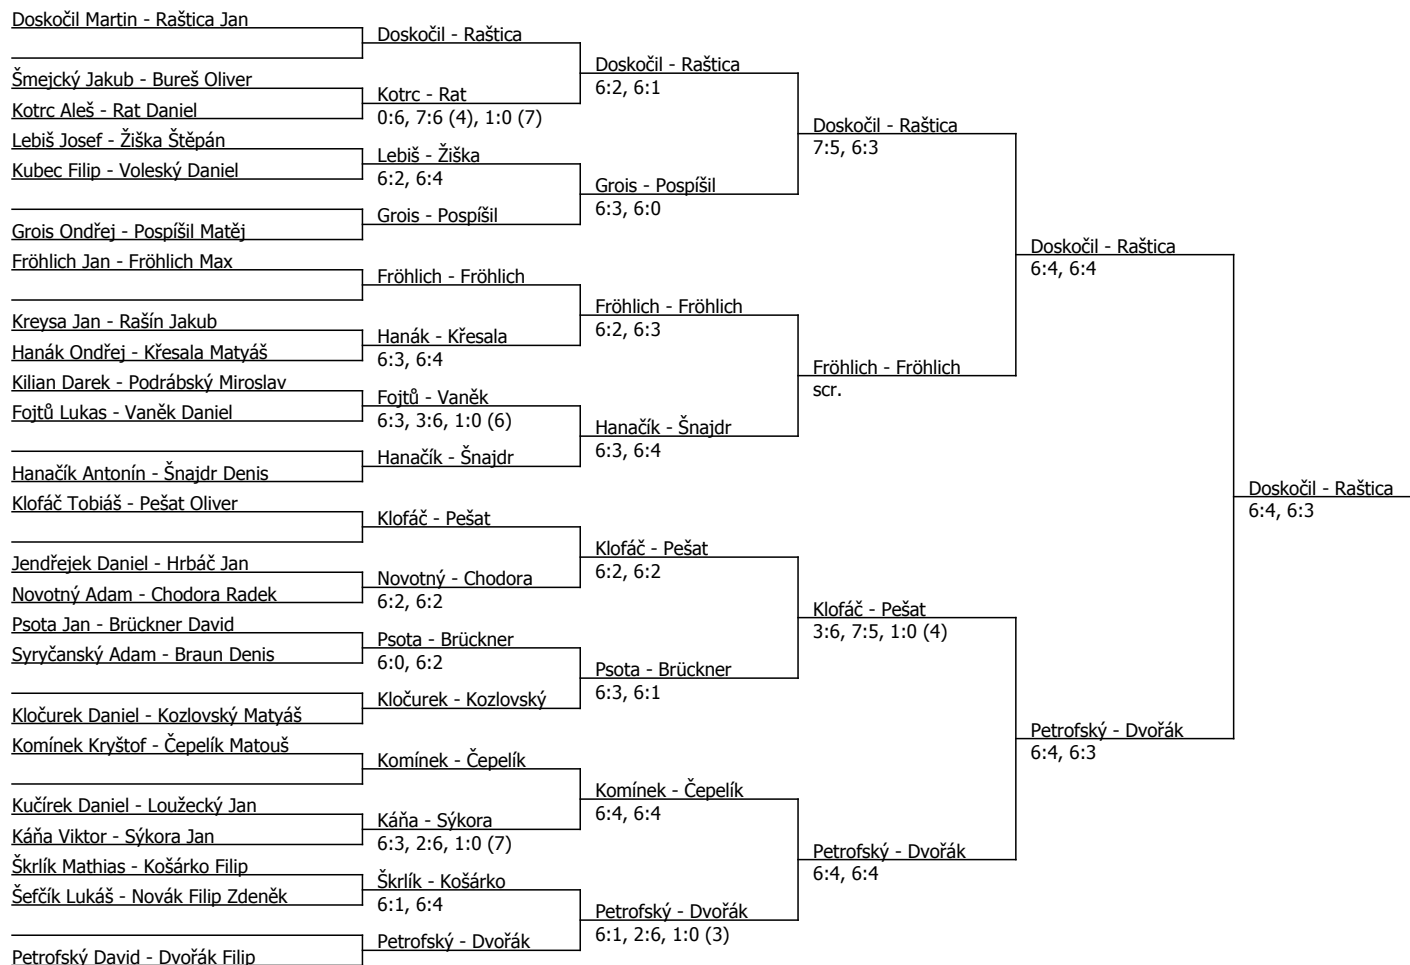 Doskočil Martin - Raštica Jan
Šmejcký Jakub - Bureš Oliver
Kotrc Aleš - Rat Daniel
Lebiš Josef - Žiška Štěpán
Kubec Filip - Voleský Daniel
Grois Ondřej - Pospíšil Matěj
Fröhlich Jan - Fröhlich Max
Kreysa Jan - Rašín Jakub
Hanák Ondřej - Křesala Matyáš
Kilian Darek - Podrábský Miroslav
Fojtů Lukas - Vaněk Daniel
Hanačík Antonín - Šnajdr Denis
Klofáč Tobiáš - Pešat Oliver
Jendřejek Daniel - Hrbáč Jan
Novotný Adam - Chodora Radek
Psota Jan - Brückner David
Syryčanský Adam - Braun Denis
Kločurek Daniel - Kozlovský Matyáš
Komínek Kryštof - Čepelík Matouš
Kučírek Daniel - Loužecký Jan
Káňa Viktor - Sýkora Jan
Škrlík Mathias - Košárko Filip
Šefčík Lukáš - Novák Filip Zdeněk
Petrofský David - Dvořák Filip
Doskočil - Raštica
Kotrc - Rat
0:6, 7:6 (4), 1:0 (7)
Lebiš - Žiška
6:2, 6:4
Grois - Pospíšil
Fröhlich - Fröhlich
Hanák - Křesala
6:3, 6:4
Fojtů - Vaněk
6:3, 3:6, 1:0 (6)
Hanačík - Šnajdr
Klofáč - Pešat
Novotný - Chodora
6:2, 6:2
Psota - Brückner
6:0, 6:2
Kločurek - Kozlovský
Komínek - Čepelík
Káňa - Sýkora
6:3, 2:6, 1:0 (7)
Škrlík - Košárko
6:1, 6:4
Petrofský - Dvořák
Doskočil - Raštica
6:2, 6:1
Grois - Pospíšil
6:3, 6:0
Fröhlich - Fröhlich
6:2, 6:3
Hanačík - Šnajdr
6:3, 6:4
Klofáč - Pešat
6:2, 6:2
Psota - Brückner
6:3, 6:1
Komínek - Čepelík
6:4, 6:4
Petrofský - Dvořák
6:1, 2:6, 1:0 (3)
Doskočil - Raštica
7:5, 6:3
Fröhlich - Fröhlich
scr.
Klofáč - Pešat
3:6, 7:5, 1:0 (4)
Petrofský - Dvořák
6:4, 6:4
Doskočil - Raštica
6:4, 6:4
Petrofský - Dvořák
6:4, 6:3
Doskočil - Raštica
6:4, 6:3